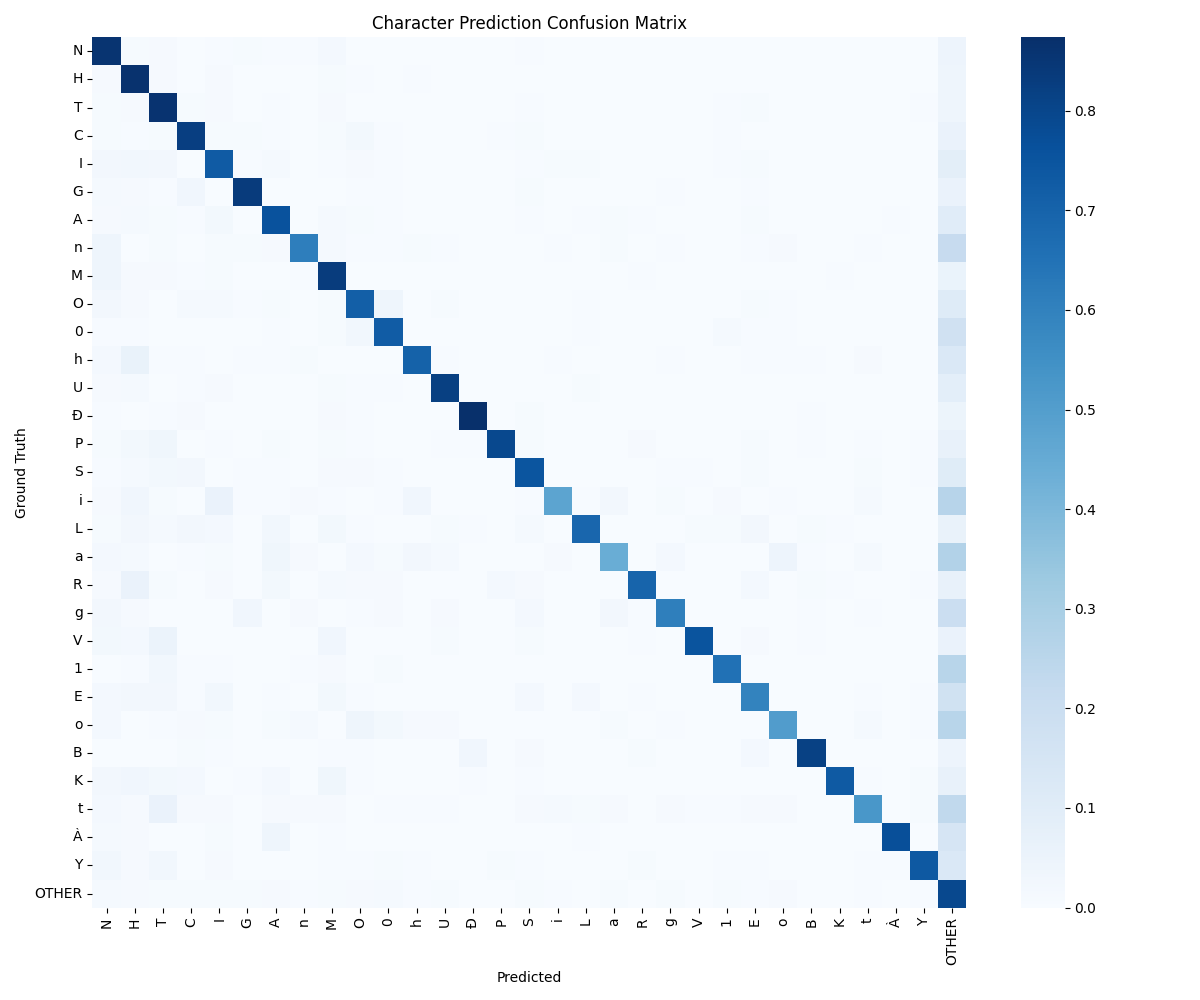 Character Prediction Confusion Matrix
Ground Truth
N
H
T
C
I
G
A
n
M
O
0
h
U
Đ
P
S
i
L
a
R
g
V
1
E
o
B
K
t
À
Y
OTHER
N H T C I G A n M O 0 h U Đ P S i L a R g V 1 E o B K t À Y OTHER
Predicted
0.8
0.7
0.6
0.5
0.4
0.3
0.2
0.1
0.0